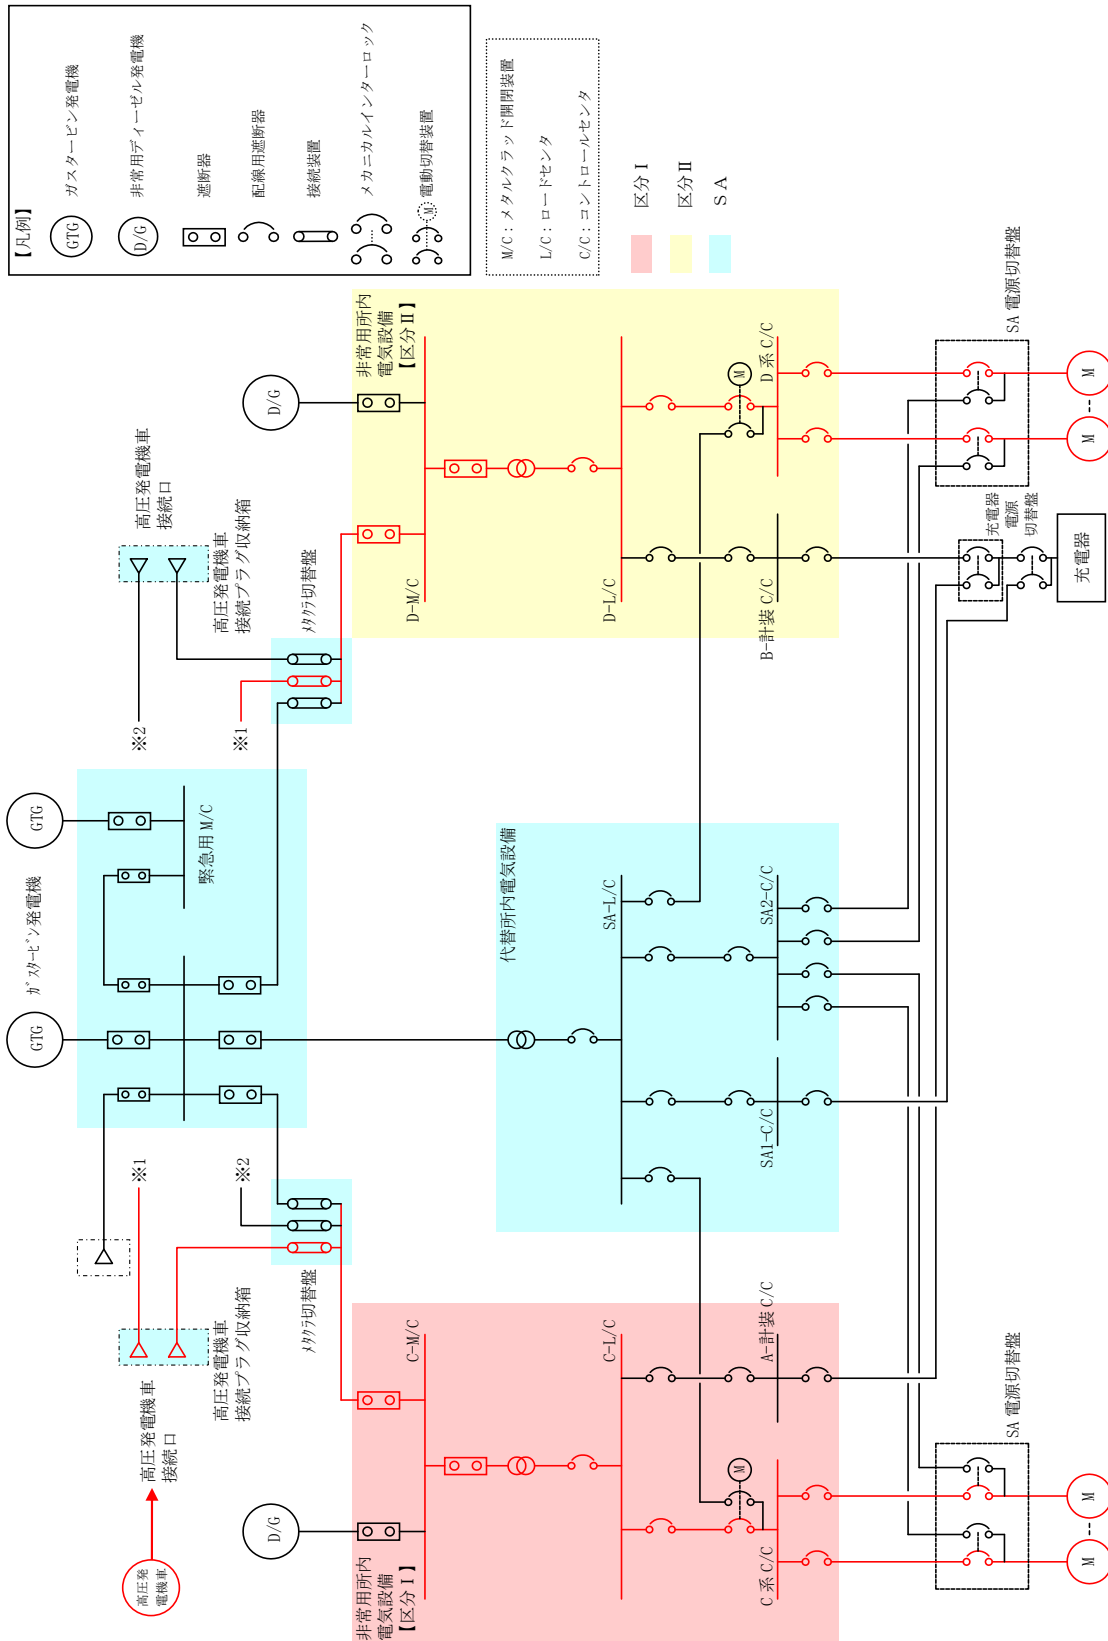 【凡例】
GTG
ガスタービン発電機
D/G
非常用ディーゼル発電機
遮断器
配線用遮断器
接続装置
メカニカルインターロック
M
電動切替装置
M/C：メタルクラッド開閉装置
L/C：ロードセンタ
C/C：コントロールセンタ
区分Ⅰ
区分Ⅱ
ＳＡ
高圧発
電機車
高圧発電機車
接続口
※1
GTG
ｶﾞｽﾀｰﾋﾞﾝ発電機
GTG
緊急用 M/C
※2
高圧発電機車
接続口
高圧発電機車
接続プラグ収納箱
※2
ﾒﾀｸﾗ切替盤
※1
高圧発電機車
接続プラグ収納箱
ﾒﾀｸﾗ切替盤
D/G
D/G
非常用所内
電気設備
【区分Ⅰ】
C-M/C
C-L/C
A-計装 C/C
C 系 C/C
M
代替所内電気設備
SA-L/C
SA1-C/C
SA2-C/C
非常用所内
電気設備
【区分Ⅱ】
D-M/C
D-L/C
B-計装 C/C
D 系 C/C
M
SA 電源切替盤
M
M
充電器
電源
切替盤
充電器
SA 電源切替盤
M
M